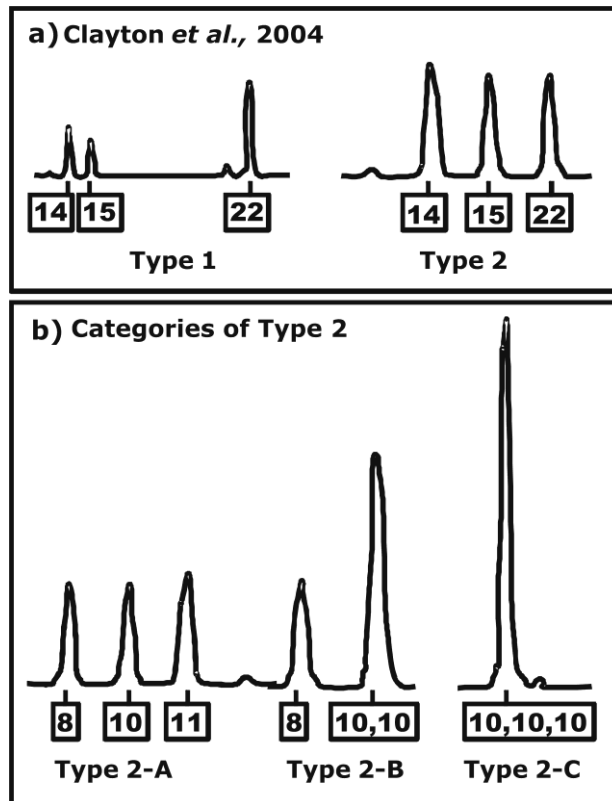 a) Clayton et al., 2004
14 15 22 14 15 22
Type 1 Type 2
b) Categories of Type 2
8 10 11 8 10,10 10,10,10
Type 2-A Type 2-B Type 2-C